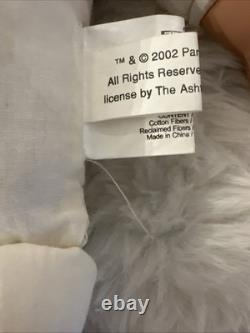 ™ & © 2002 Par
All Rights Reserve
license by The Ash
CONTENT
Cotton Fibers/
Reclaimed Fibers /
Made in China/